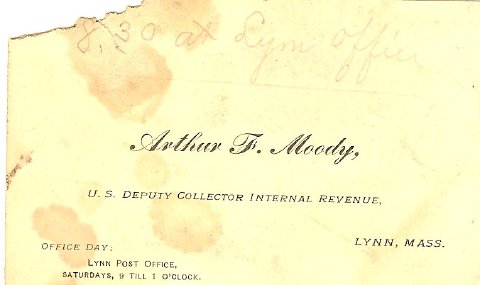 8.30 at Lynn office
Arthur F. Moody,
U. S. DEPUTY COLLECTOR INTERNAL REVENUE,
LYNN, MASS.
OFFICE DAY:
LYNN POST OFFICE,
SATURDAYS, 9 TILL 1 O'CLOCK.